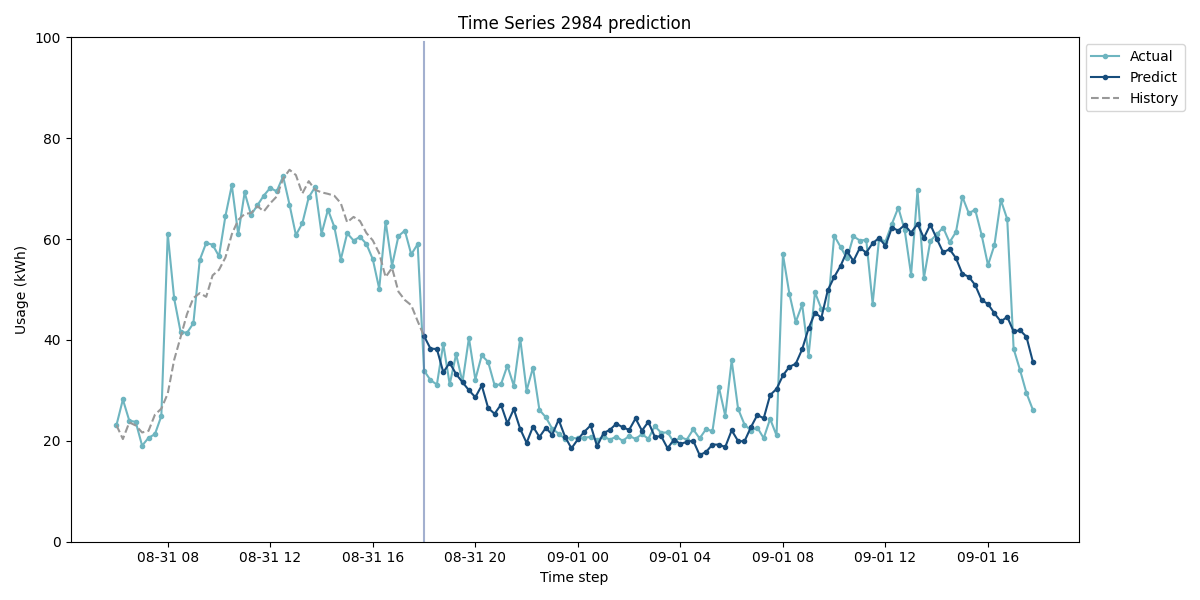 Time Series 2984 prediction
Usage (kWh)
100
80
60
40
20
0
08-31 08
08-31 12
08-31 16
08-31 20
09-01 00
09-01 04
09-01 08
09-01 12
09-01 16
Time step
Actual
Predict
History